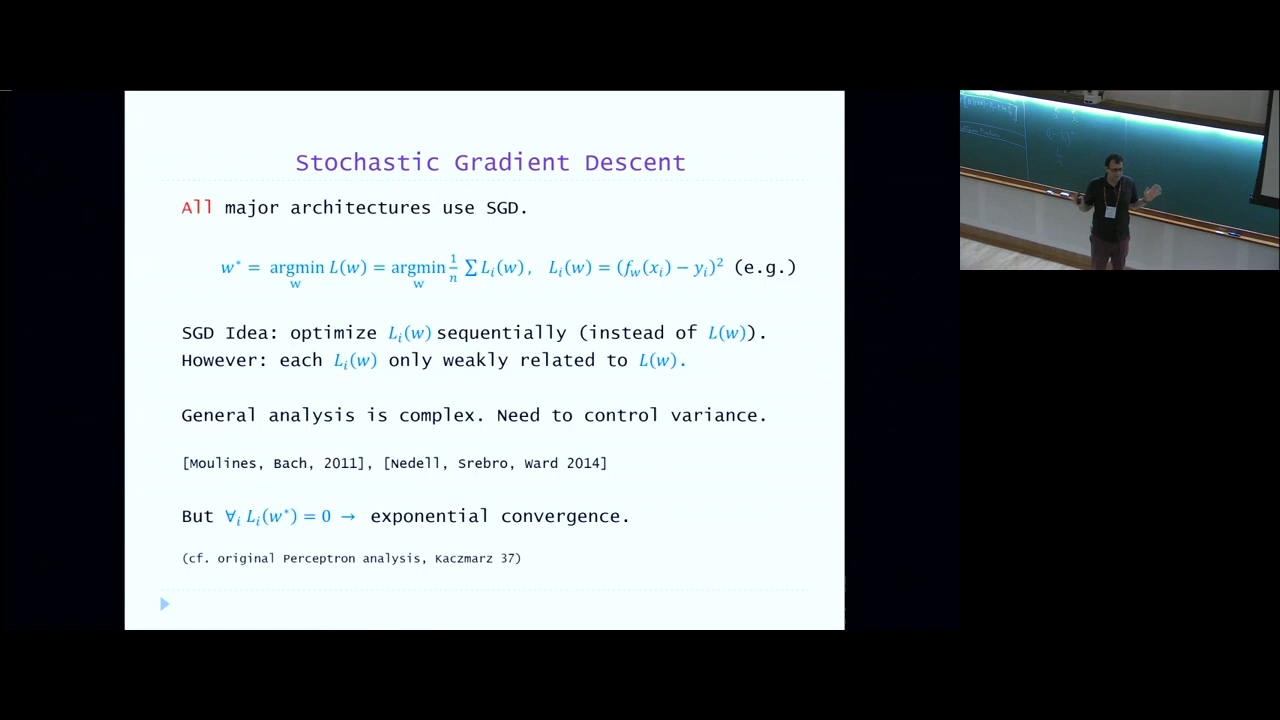 Stochastic Gradient Descent
All major architectures use SGD.
w* = argmin_w L(w) = argmin_w 1/n ∑ L_i(w), L_i(w) = (f_w(x_i) − y_i)² (e.g.)
SGD Idea: optimize L_i(w) sequentially (instead of L(w)).
However: each L_i(w) only weakly related to L(w).
General analysis is complex. Need to control variance.
[Moulines, Bach, 2011], [Nedell, Srebro, Ward 2014]
But ∀_i L_i(w*) = 0 → exponential convergence.
(cf. original Perceptron analysis, Kaczmarz 37)